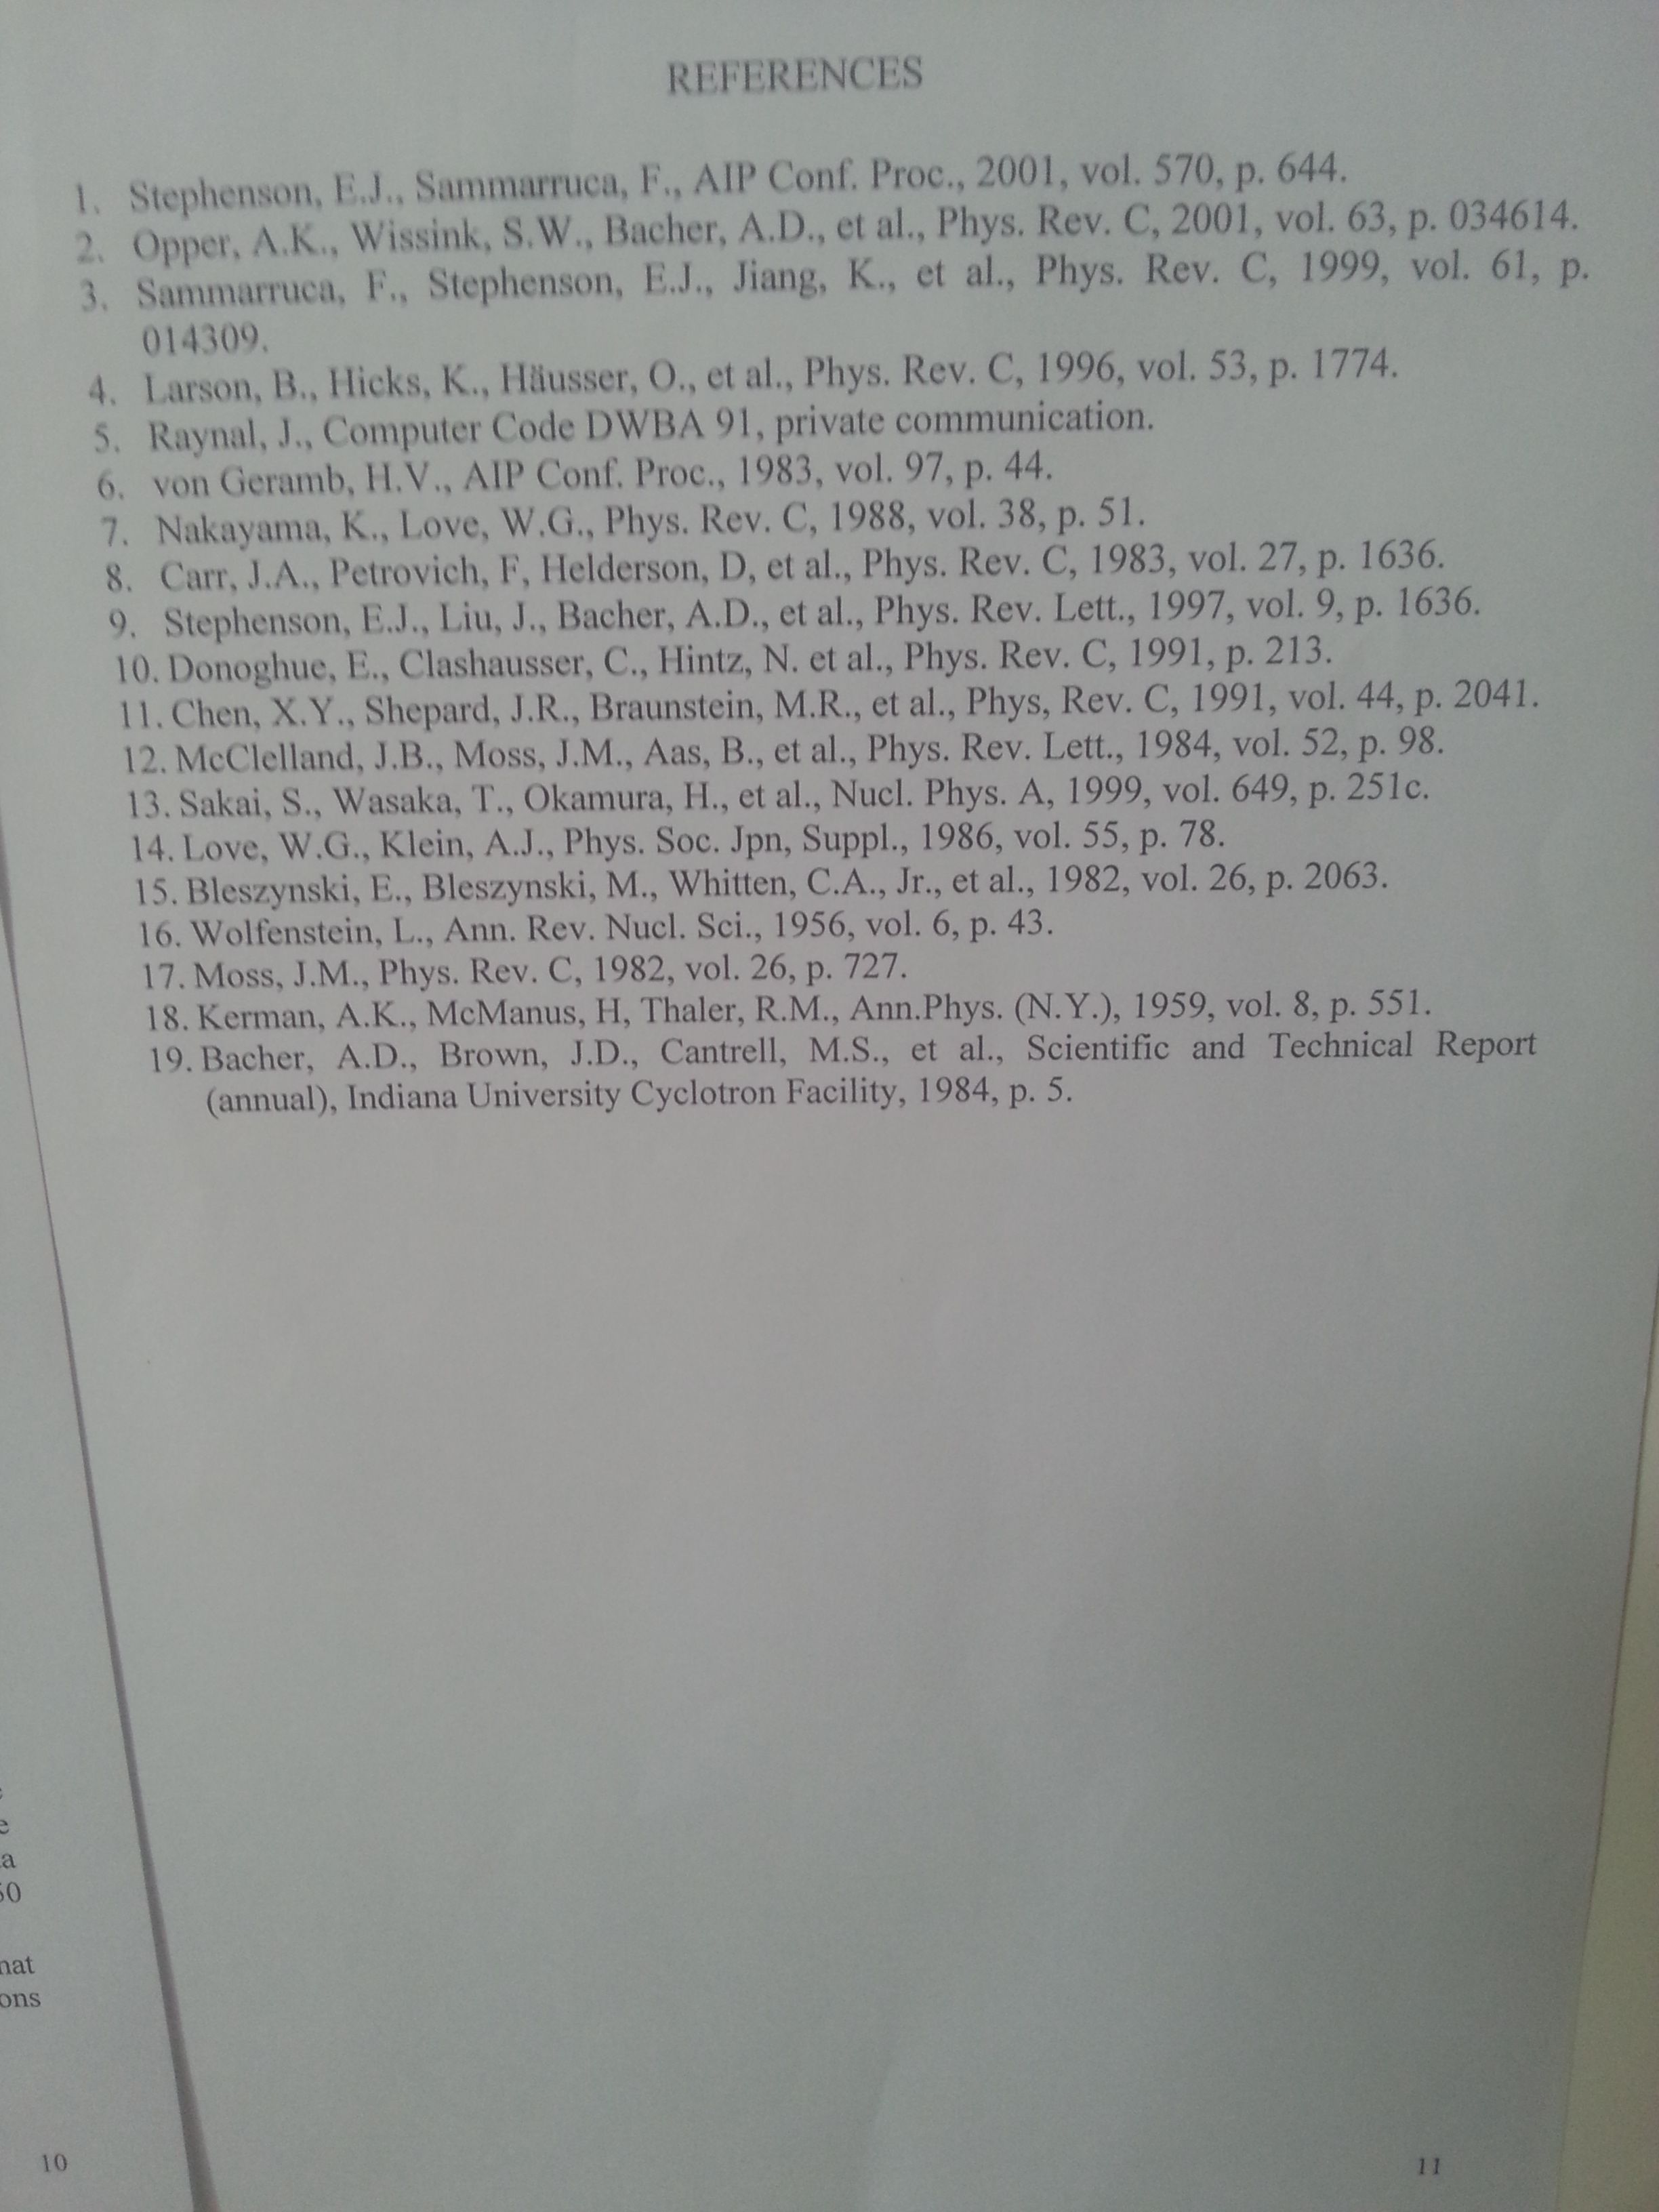 REFERENCES
1. Stephenson, E.J., Sammarruca, F., AIP Conf. Proc., 2001, vol. 570, p. 644.
2. Opper, A.K., Wissink, S.W., Bacher, A.D., et al., Phys. Rev. C, 2001, vol. 63, p. 034614.
3. Sammarruca, F., Stephenson, E.J., Jiang, K., et al., Phys. Rev. C, 1999, vol. 61, p.
014309.
4. Larson, B., Hicks, K., Häusser, O., et al., Phys. Rev. C, 1996, vol. 53, p. 1774.
5. Raynal, J., Computer Code DWBA 91, private communication.
6. von Geramb, H.V., AIP Conf. Proc., 1983, vol. 97, p. 44.
7. Nakayama, K., Love, W.G., Phys. Rev. C, 1988, vol. 38, p. 51.
8. Carr, J.A., Petrovich, F, Helderson, D, et al., Phys. Rev. C, 1983, vol. 27, p. 1636.
9. Stephenson, E.J., Liu, J., Bacher, A.D., et al., Phys. Rev. Lett., 1997, vol. 9, p. 1636.
10. Donoghue, E., Clashausser, C., Hintz, N. et al., Phys. Rev. C, 1991, p. 213.
11. Chen, X.Y., Shepard, J.R., Braunstein, M.R., et al., Phys, Rev. C, 1991, vol. 44, p. 2041.
12. McClelland, J.B., Moss, J.M., Aas, B., et al., Phys. Rev. Lett., 1984, vol. 52, p. 98.
13. Sakai, S., Wasaka, T., Okamura, H., et al., Nucl. Phys. A, 1999, vol. 649, p. 251c.
14. Love, W.G., Klein, A.J., Phys. Soc. Jpn, Suppl., 1986, vol. 55, p. 78.
15. Bleszynski, E., Bleszynski, M., Whitten, C.A., Jr., et al., 1982, vol. 26, p. 2063.
16. Wolfenstein, L., Ann. Rev. Nucl. Sci., 1956, vol. 6, p. 43.
17. Moss, J.M., Phys. Rev. C, 1982, vol. 26, p. 727.
18. Kerman, A.K., McManus, H, Thaler, R.M., Ann.Phys. (N.Y.), 1959, vol. 8, p. 551.
19. Bacher, A.D., Brown, J.D., Cantrell, M.S., et al., Scientific and Technical Report
(annual), Indiana University Cyclotron Facility, 1984, p. 5.
10
11